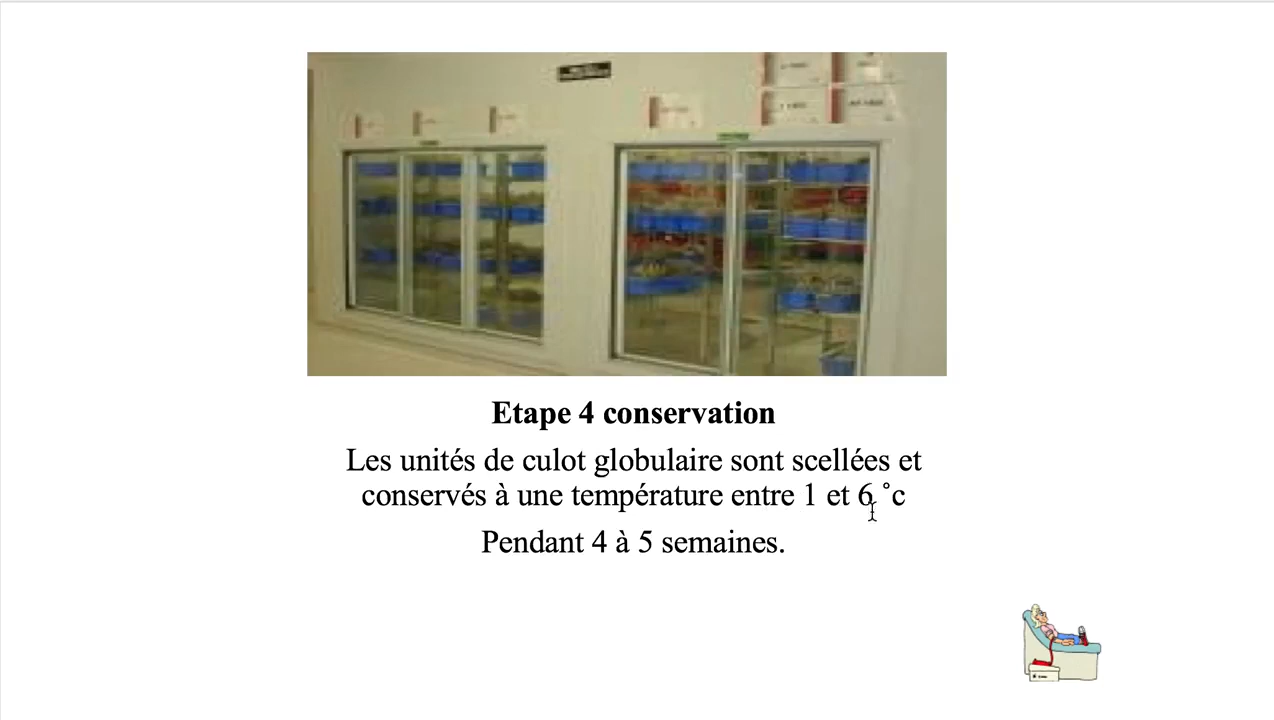 Etape 4 conservation
Les unités de culot globulaire sont scellées et
conservés à une température entre 1 et 6 °c
Pendant 4 à 5 semaines.